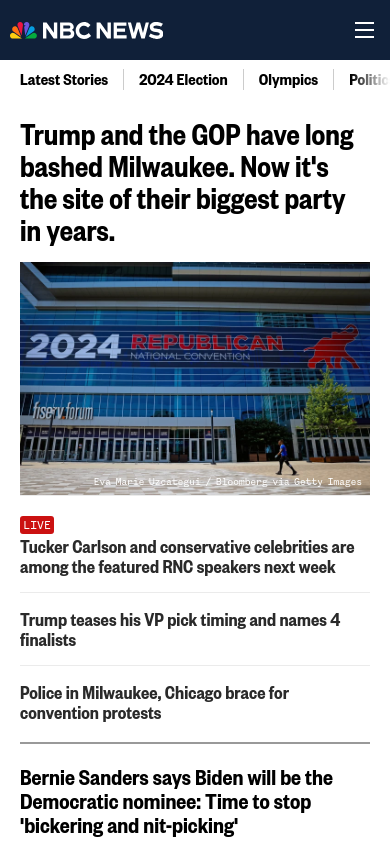 NBC NEWS
Latest Stories
2024 Election
Olympics
Politic
Trump and the GOP have long
bashed Milwaukee. Now it's
the site of their biggest party
in years.
2024 REPUBLICAN
NATIONAL CONVENTION
fiserv.forum
Eva Marie Uzcategui / Bloomberg via Getty Images
LIVE
Tucker Carlson and conservative celebrities are
among the featured RNC speakers next week
Trump teases his VP pick timing and names 4
finalists
Police in Milwaukee, Chicago brace for
convention protests
Bernie Sanders says Biden will be the
Democratic nominee: Time to stop
'bickering and nit-picking'